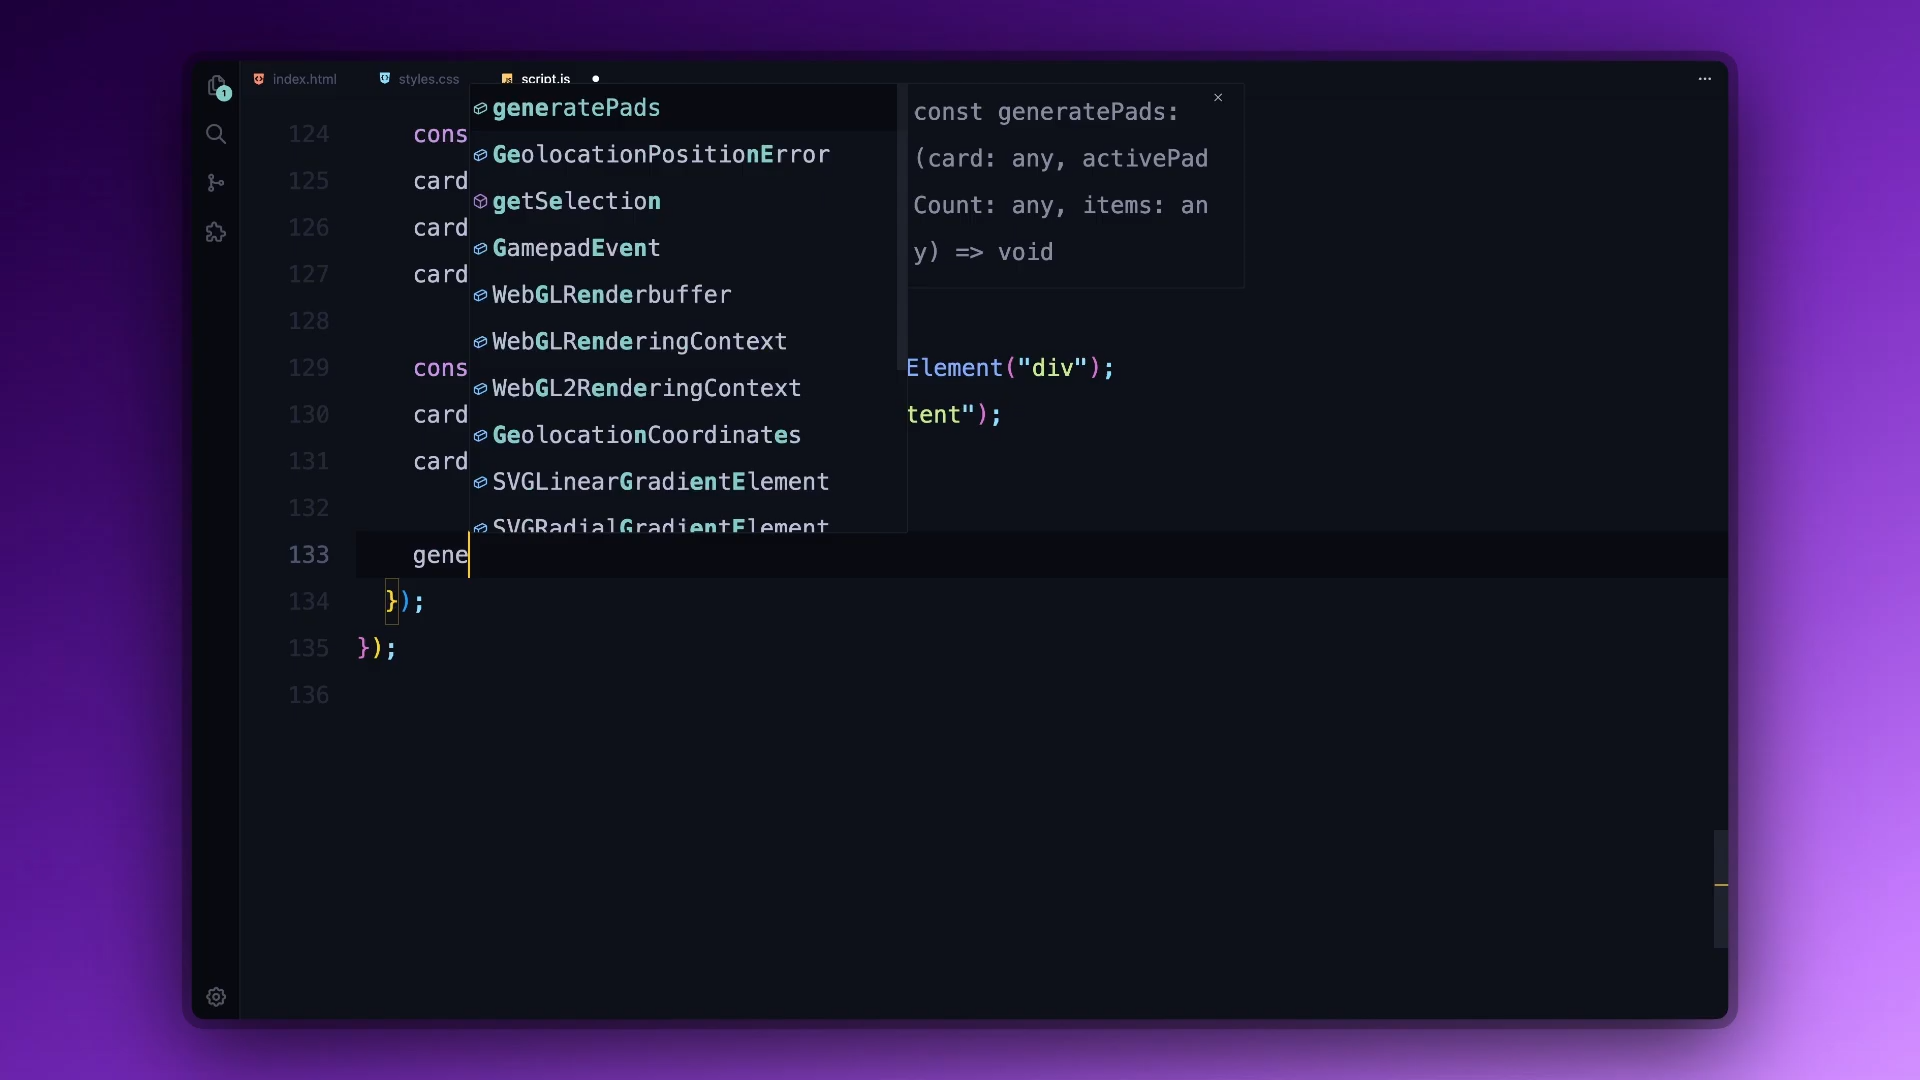 1
index.html
styles.css
script.js
...
124 cons
125 card
126 card
127 card
128
129 cons
Element("div");
130 card
tent");
131 card
132
133 gene
134 });
135 });
136
generatePads
GeolocationPositionError
getSelection
GamepadEvent
WebGLRenderbuffer
WebGLRenderingContext
WebGL2RenderingContext
GeolocationCoordinates
SVGLinearGradientElement
SVGRadialGradientElement
const generatePads:
(card: any, activePad
Count: any, items: an
y) => void